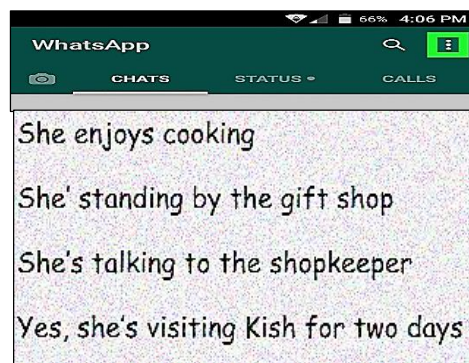 66% 4:06 PM
WhatsApp
CHATS STATUS • CALLS
She enjoys cooking
She' standing by the gift shop
She's talking to the shopkeeper
Yes, she's visiting Kish for two days